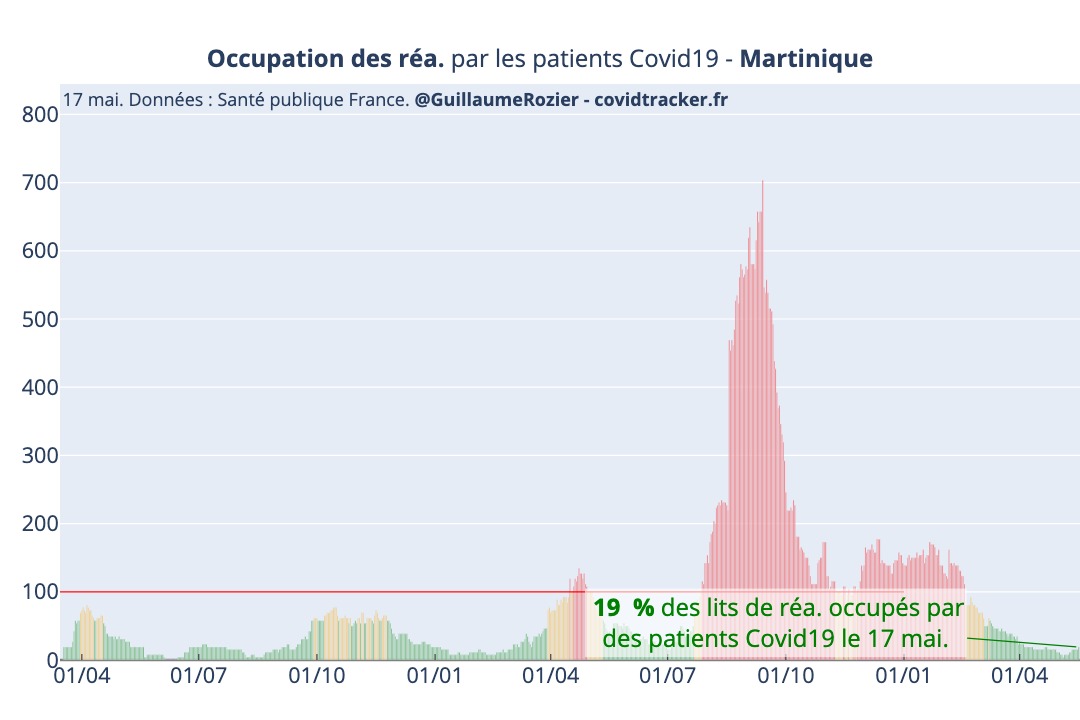 Occupation des réa. par les patients Covid19 - Martinique
17 mai. Données : Santé publique France. @GuillaumeRozier - covidtracker.fr
800
700
600
500
400
300
200
100
0
19 % des lits de réa. occupés par
des patients Covid19 le 17 mai.
01/04 01/07 01/10 01/01 01/04 01/07 01/10 01/01 01/04